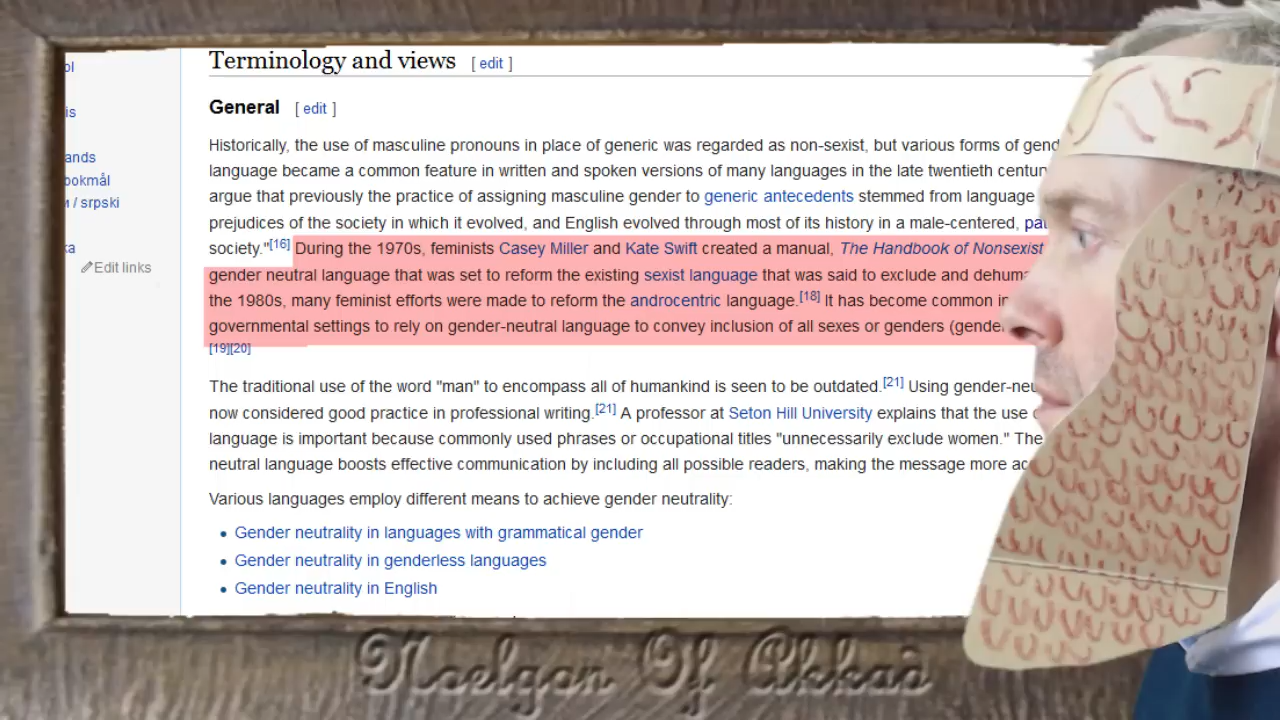 Terminology and views [ edit ]
ol
General [ edit ]
is
Historically, the use of masculine pronouns in place of generic was regarded as non-sexist, but various forms of gend
ands
language became a common feature in written and spoken versions of many languages in the late twentieth centur
okmål
argue that previously the practice of assigning masculine gender to generic antecedents stemmed from language
и / srpski
prejudices of the society in which it evolved, and English evolved through most of its history in a male-centered, pat
ka
society."[16] During the 1970s, feminists Casey Miller and Kate Swift created a manual, The Handbook of Nonsexist
Edit links
gender neutral language that was set to reform the existing sexist language that was said to exclude and dehuma
the 1980s, many feminist efforts were made to reform the androcentric language.[18] It has become common in
governmental settings to rely on gender-neutral language to convey inclusion of all sexes or genders (gende
[19][20]
The traditional use of the word "man" to encompass all of humankind is seen to be outdated.[21] Using gender-neu
now considered good practice in professional writing.[21] A professor at Seton Hill University explains that the use o
language is important because commonly used phrases or occupational titles "unnecessarily exclude women." The
neutral language boosts effective communication by including all possible readers, making the message more ac
Various languages employ different means to achieve gender neutrality:
• Gender neutrality in languages with grammatical gender
• Gender neutrality in genderless languages
• Gender neutrality in English
Noelgan Of Akkad